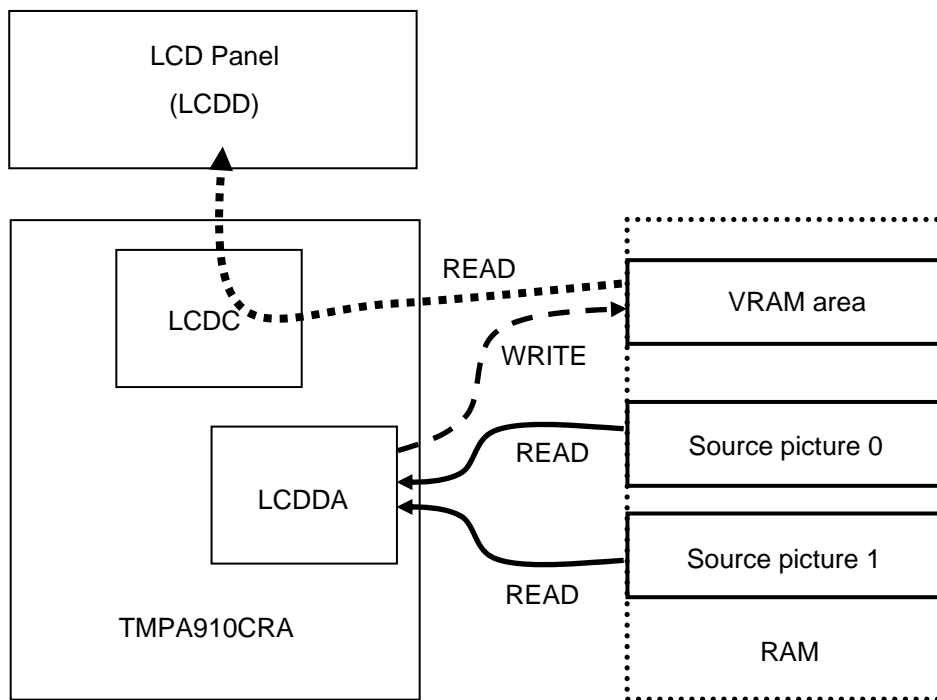 LCD Panel
(LCDD)
LCDC
READ
VRAM area
WRITE
Source picture 0
READ
LCDDA
Source picture 1
READ
TMPA910CRA
RAM